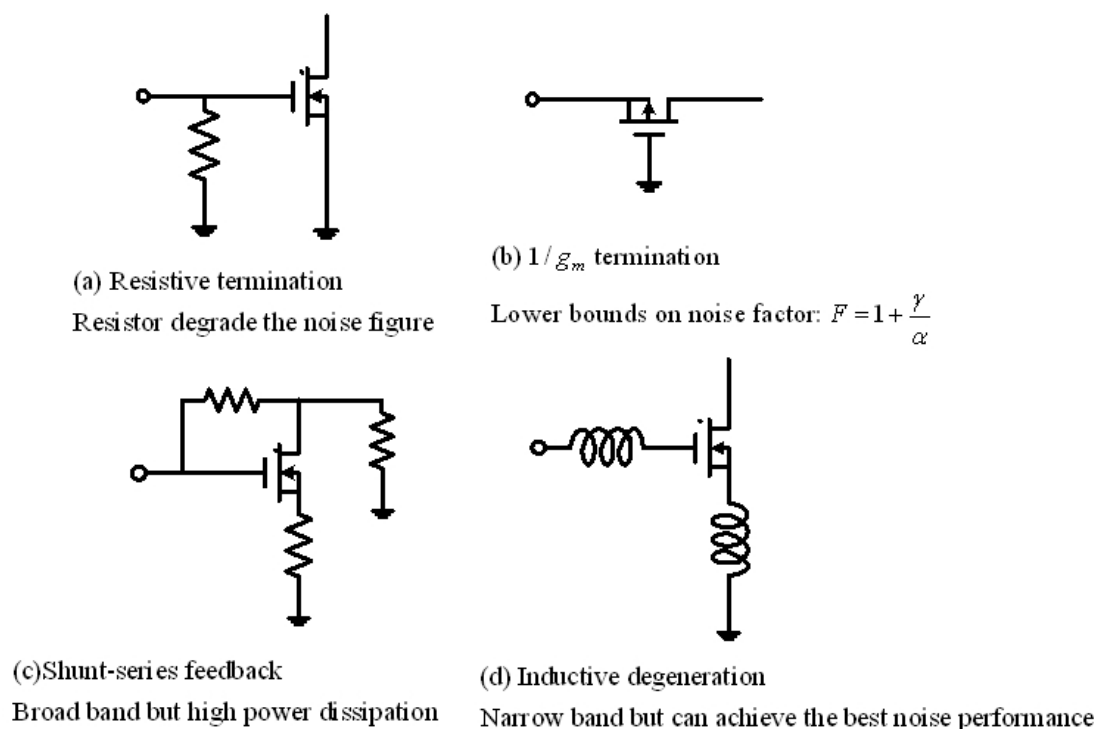 (a) Resistive termination
Resistor degrade the noise figure
(b) 1/g_m termination
Lower bounds on noise factor: F = 1 + γ/α
(c)Shunt-series feedback
Broad band but high power dissipation
(d) Inductive degeneration
Narrow band but can achieve the best noise performance